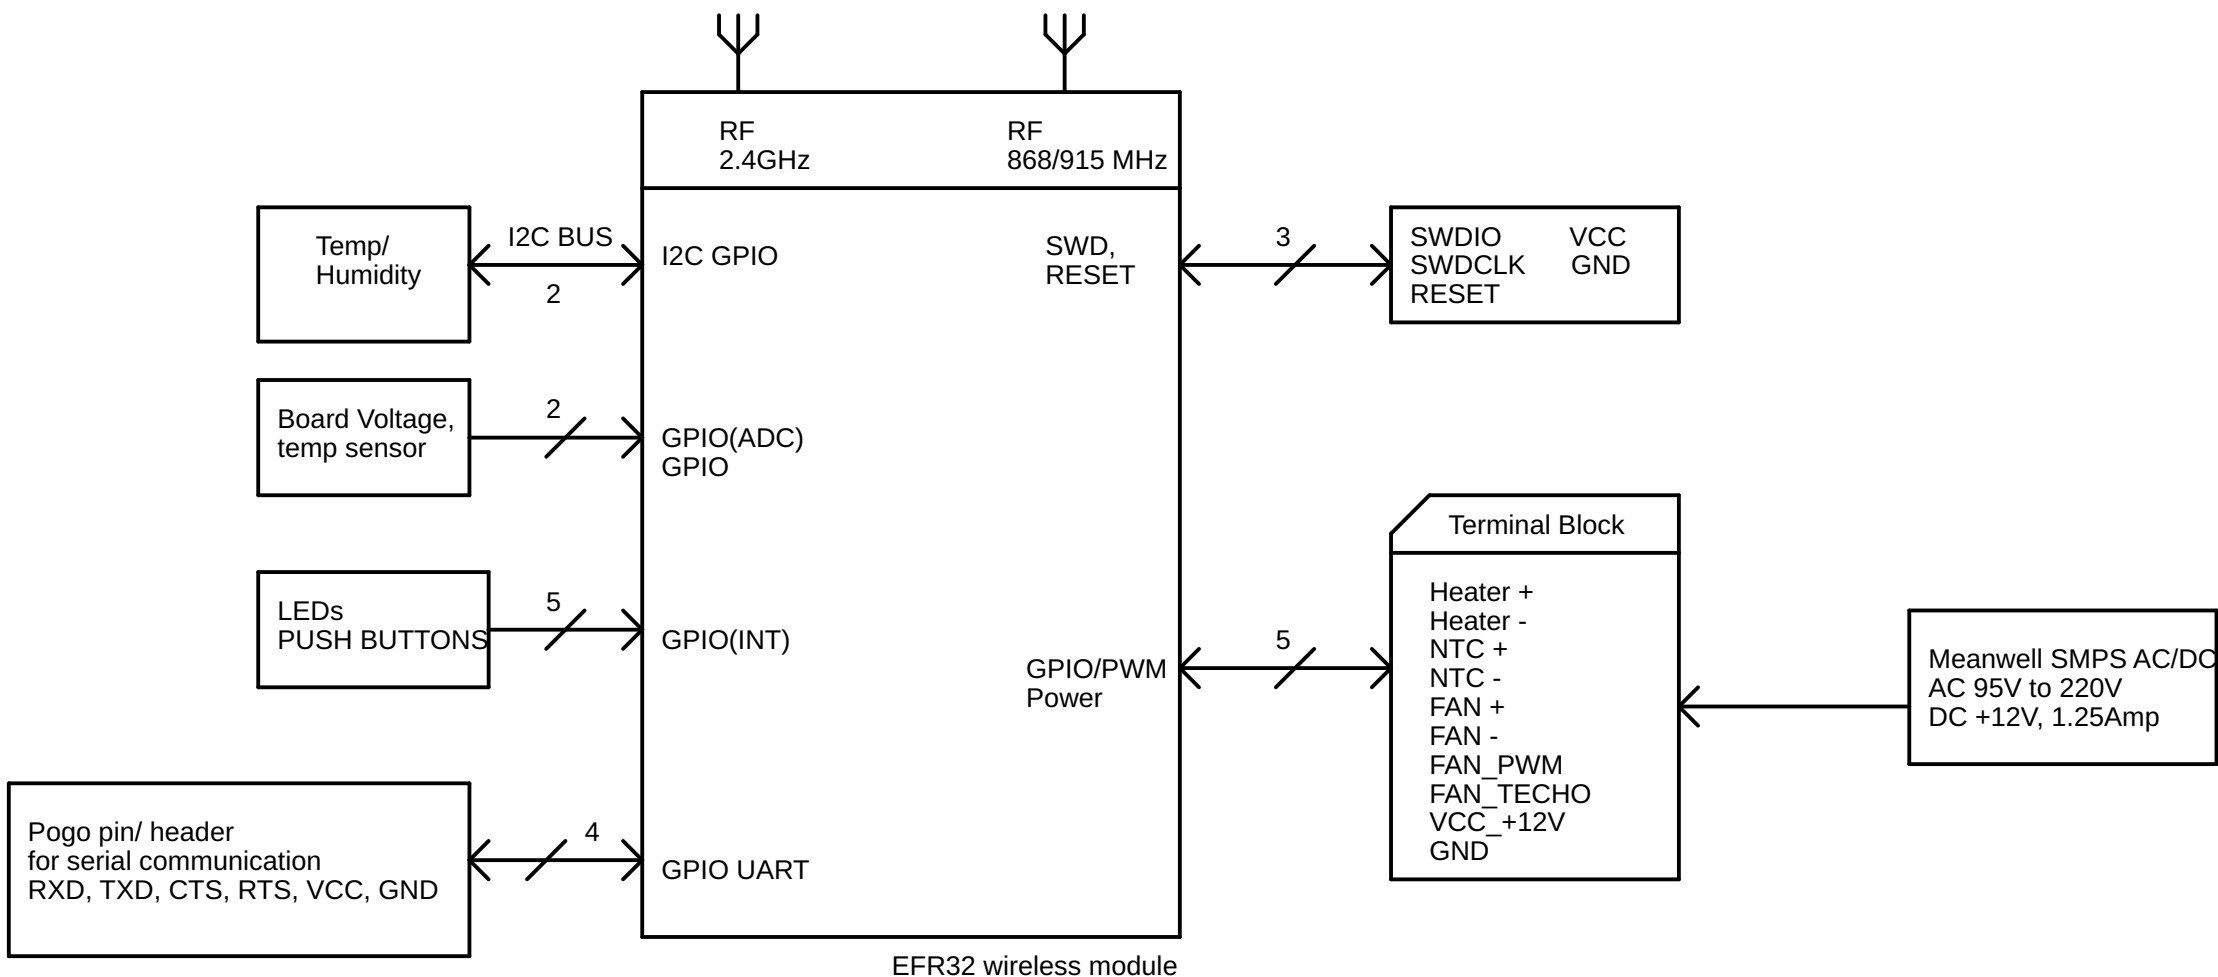 RF
2.4GHz
RF
868/915 MHz
Temp/
Humidity
I2C BUS
2
I2C GPIO
SWD,
RESET
3
SWDIO VCC
SWDCLK GND
RESET
Board Voltage,
temp sensor
2
GPIO(ADC)
GPIO
LEDs
PUSH BUTTONS
5
GPIO(INT)
GPIO/PWM
Power
5
Terminal Block
Heater +
Heater -
NTC +
NTC -
FAN +
FAN -
FAN_PWM
FAN_TECHO
VCC_+12V
GND
Meanwell SMPS AC/DC
AC 95V to 220V
DC +12V, 1.25Amp
Pogo pin/ header
for serial communication
RXD, TXD, CTS, RTS, VCC, GND
4
GPIO UART
EFR32 wireless module